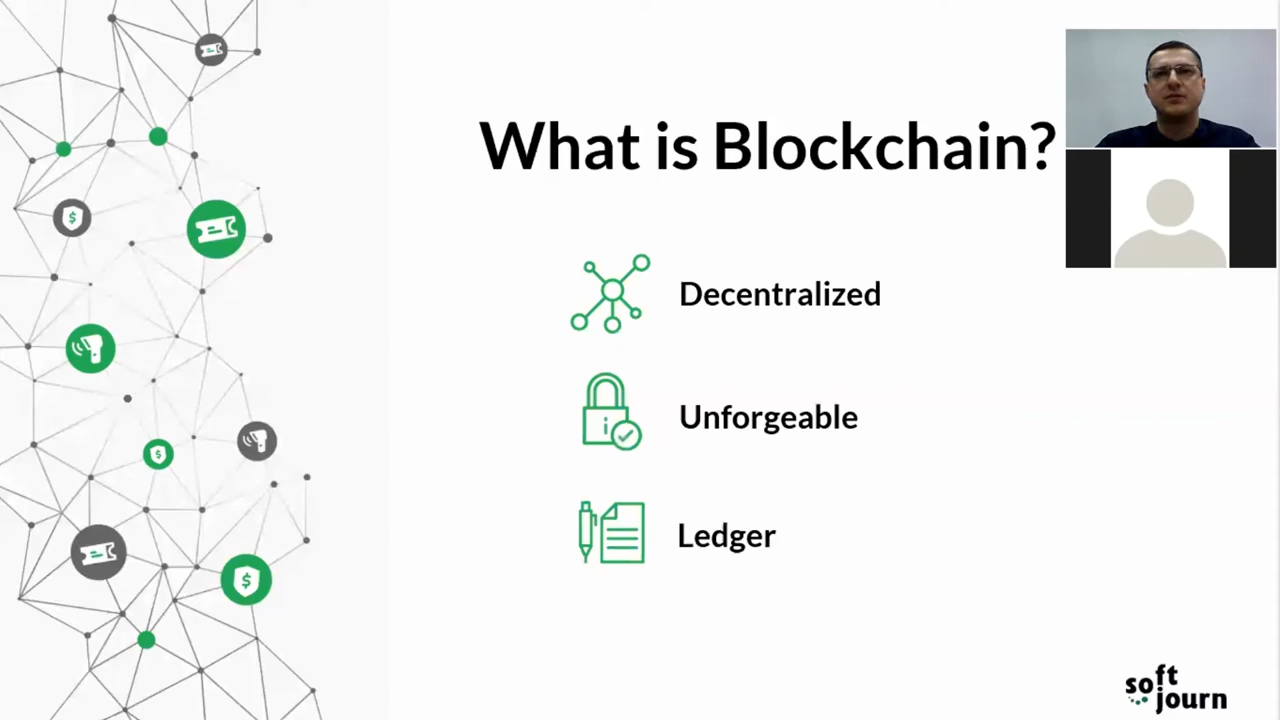 What is Blockchain?
Decentralized
Unforgeable
Ledger
soft
journ